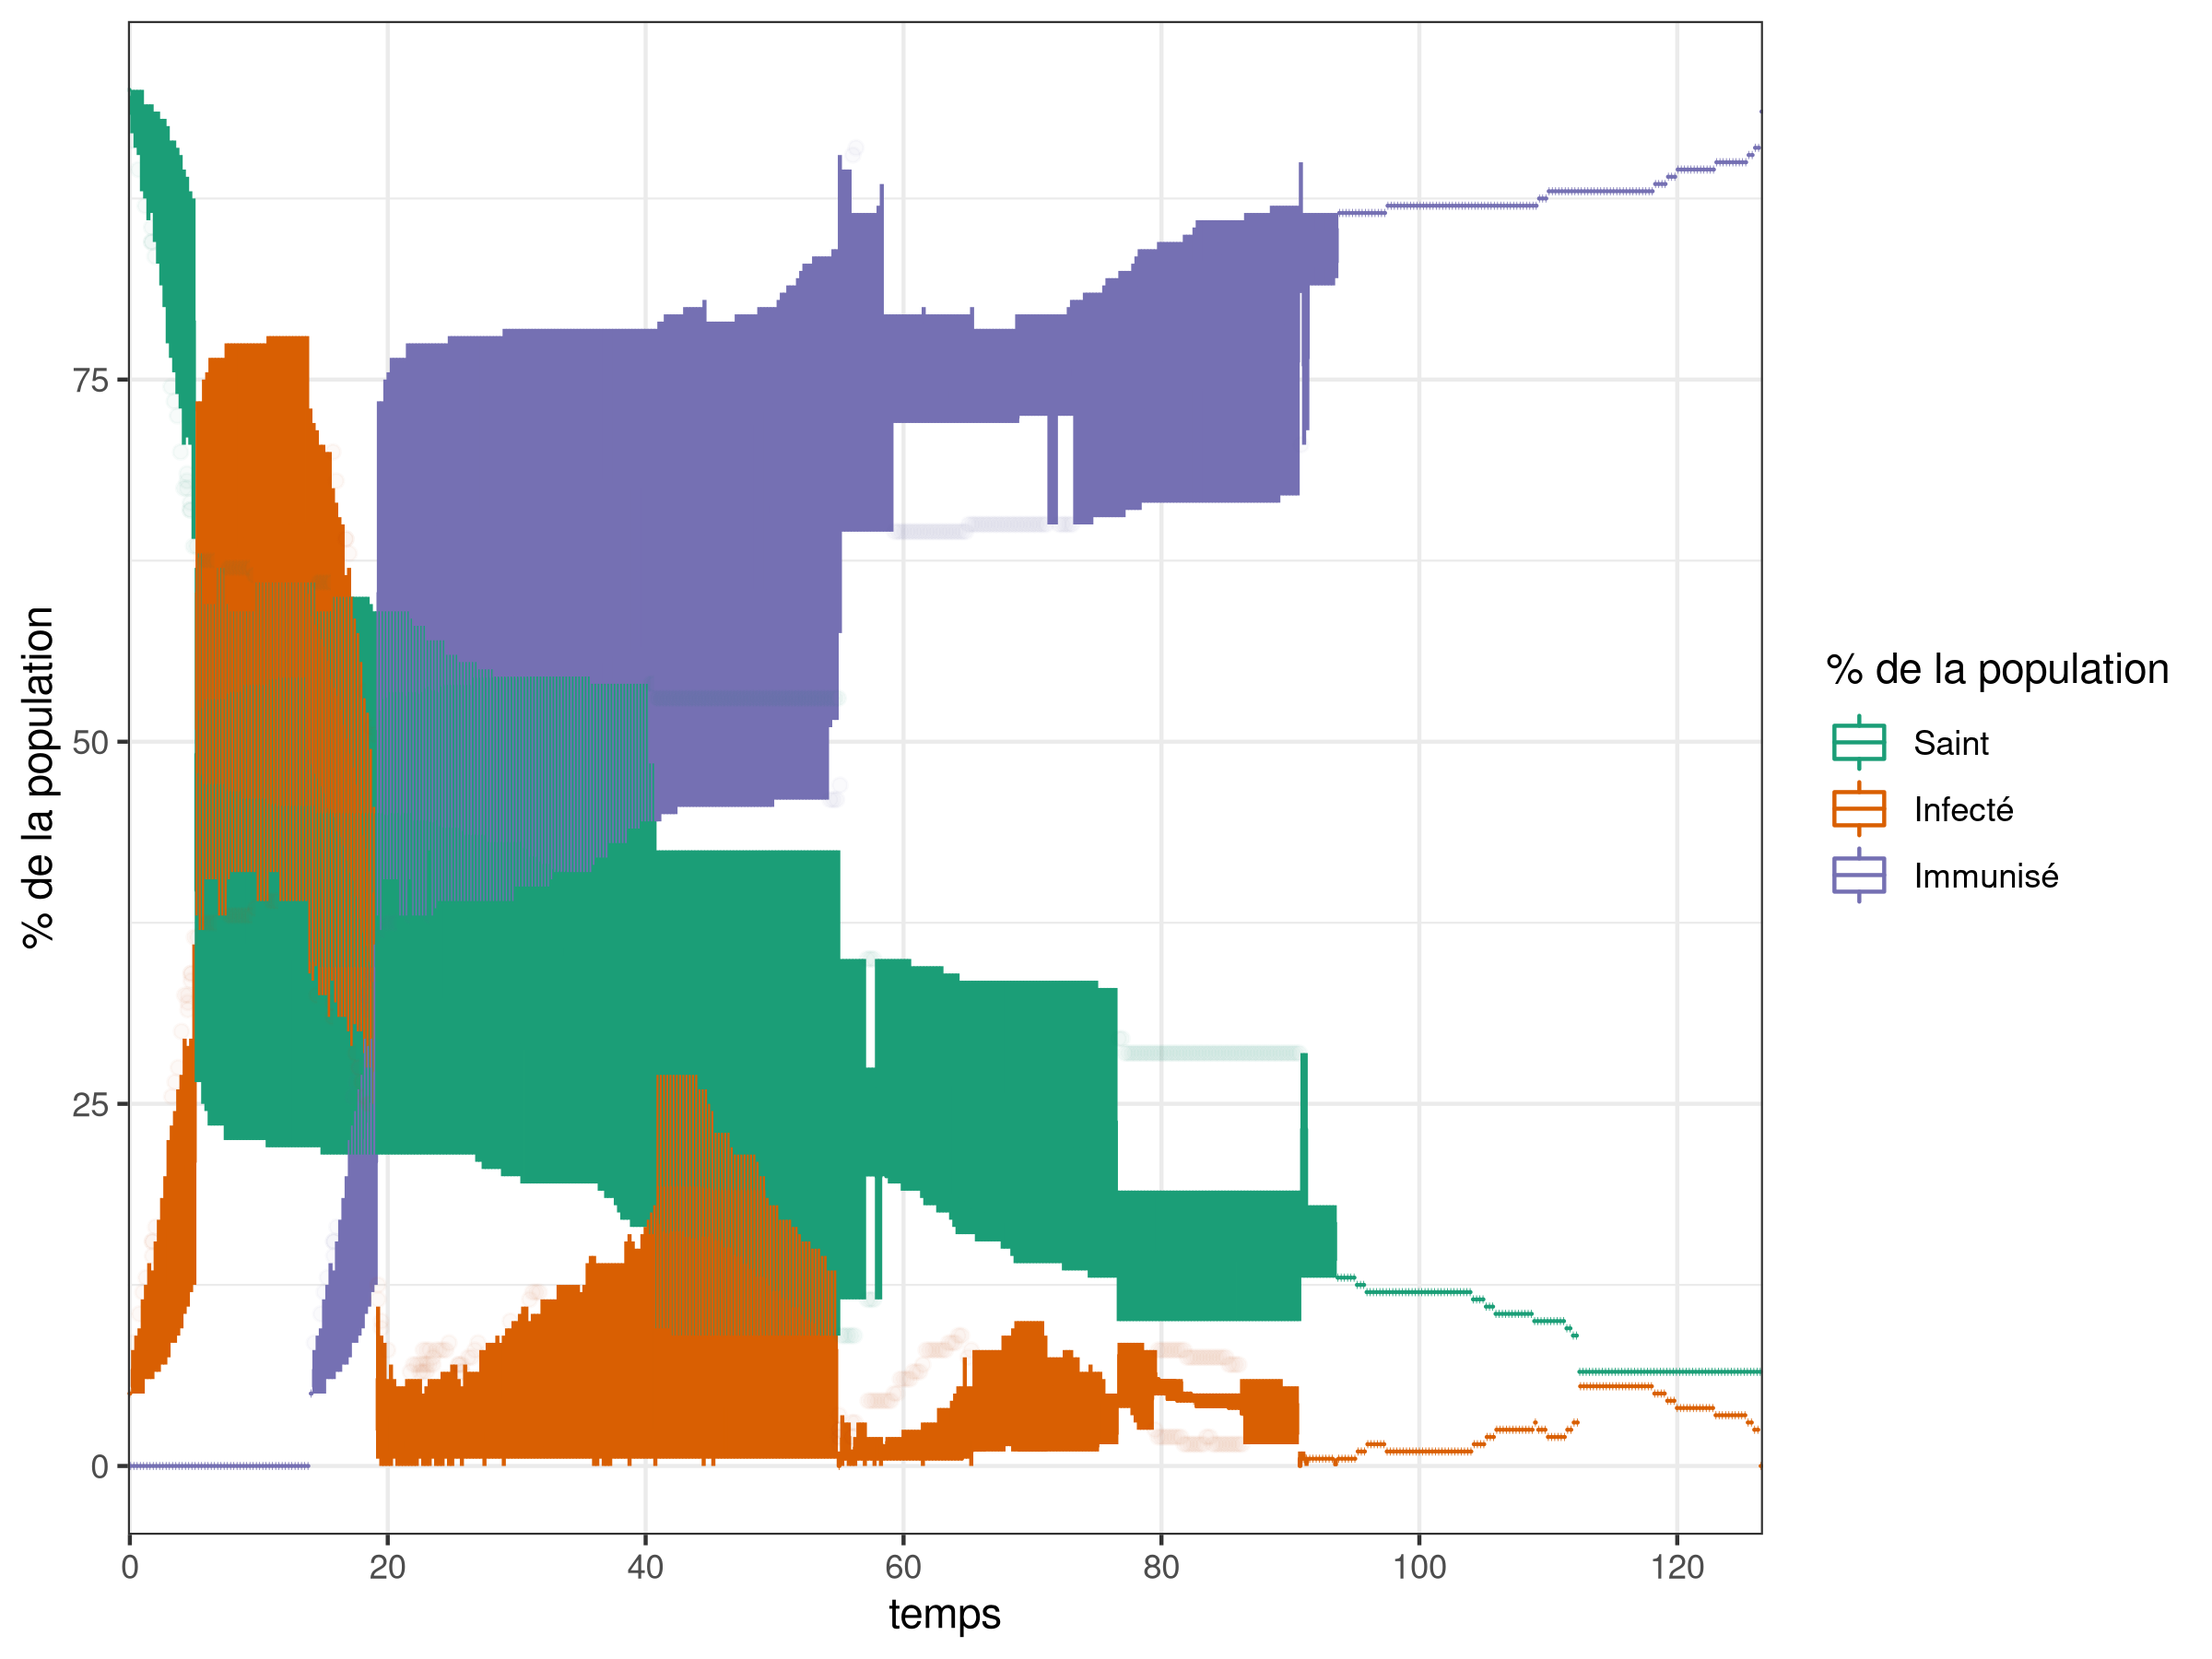 % de la population
75
50
25
0
0 20 40 60 80 100 120
temps
% de la population
Saint
Infecté
Immunisé